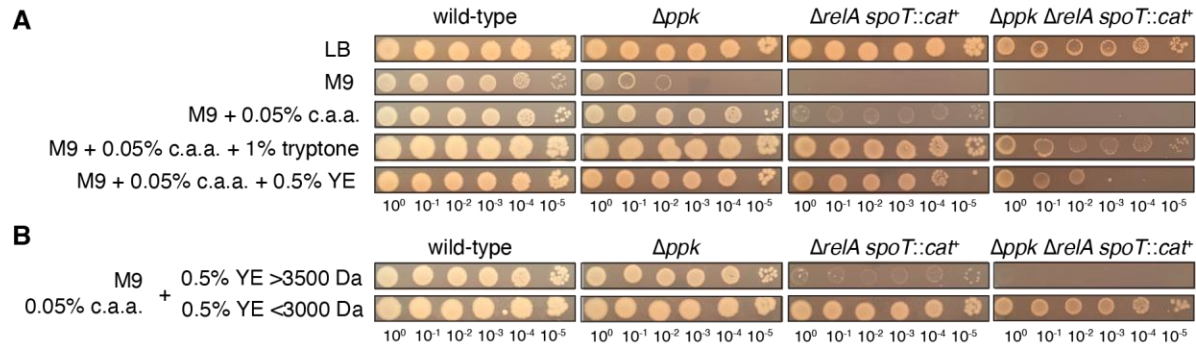 A
wild-type Δppk ΔrelA spoT::cat⁺ Δppk ΔrelA spoT::cat⁺
LB
M9
M9 + 0.05% c.a.a.
M9 + 0.05% c.a.a. + 1% tryptone
M9 + 0.05% c.a.a. + 0.5% YE
10⁰ 10⁻¹ 10⁻² 10⁻³ 10⁻⁴ 10⁻⁵ 10⁰ 10⁻¹ 10⁻² 10⁻³ 10⁻⁴ 10⁻⁵ 10⁰ 10⁻¹ 10⁻² 10⁻³ 10⁻⁴ 10⁻⁵ 10⁰ 10⁻¹ 10⁻² 10⁻³ 10⁻⁴ 10⁻⁵
B
wild-type Δppk ΔrelA spoT::cat⁺ Δppk ΔrelA spoT::cat⁺
M9
0.05% c.a.a.
+
0.5% YE >3500 Da
0.5% YE <3000 Da
10⁰ 10⁻¹ 10⁻² 10⁻³ 10⁻⁴ 10⁻⁵ 10⁰ 10⁻¹ 10⁻² 10⁻³ 10⁻⁴ 10⁻⁵ 10⁰ 10⁻¹ 10⁻² 10⁻³ 10⁻⁴ 10⁻⁵ 10⁰ 10⁻¹ 10⁻² 10⁻³ 10⁻⁴ 10⁻⁵